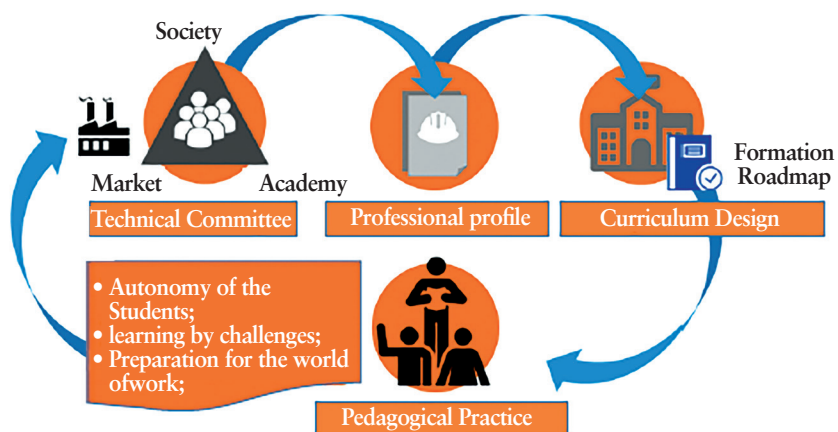 Society
Market
Academy
Technical Committee
Professional profile
Formation
Roadmap
Curriculum Design
• Autonomy of the
Students;
• learning by challenges;
• Preparation for the world
ofwork;
Pedagogical Practice